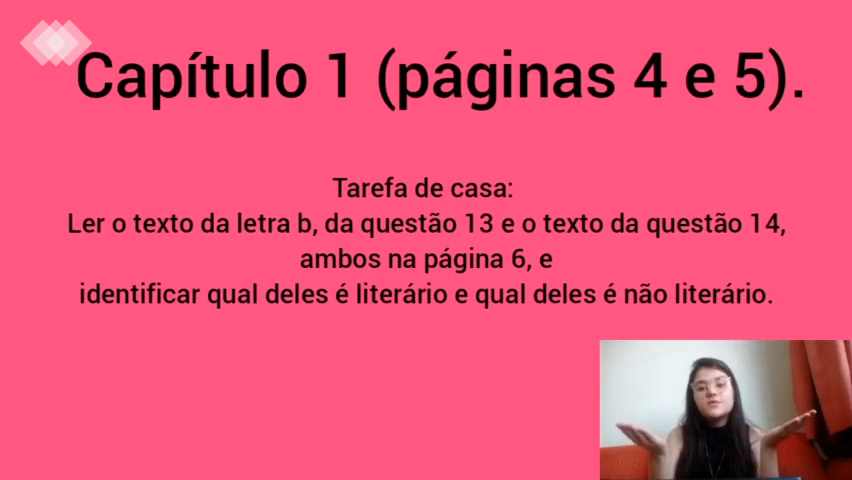 Capítulo 1 (páginas 4 e 5).
Tarefa de casa:
Ler o texto da letra b, da questão 13 e o texto da questão 14,
ambos na página 6, e
identificar qual deles é literário e qual deles é não literário.